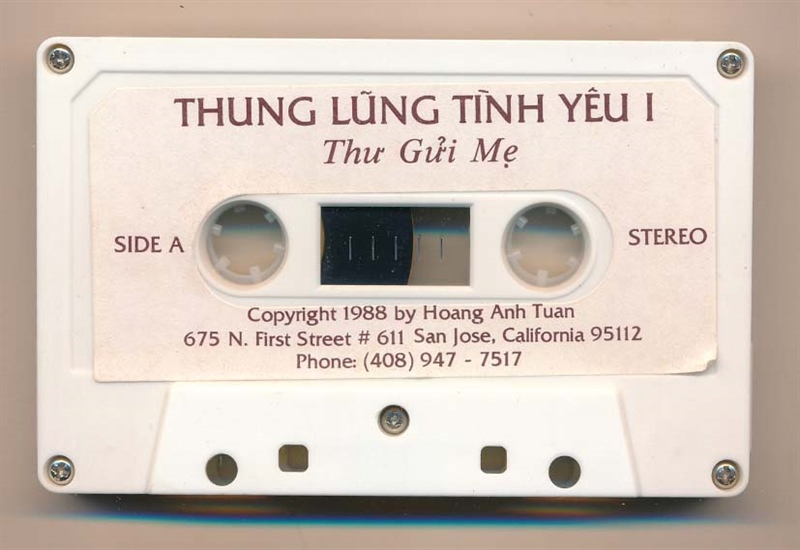 THUNG LŨNG TÌNH YÊU I
Thư Gửi Mẹ
SIDE A
STEREO
Copyright 1988 by Hoang Anh Tuan
675 N. First Street # 611 San Jose, California 95112
Phone: (408) 947 - 7517